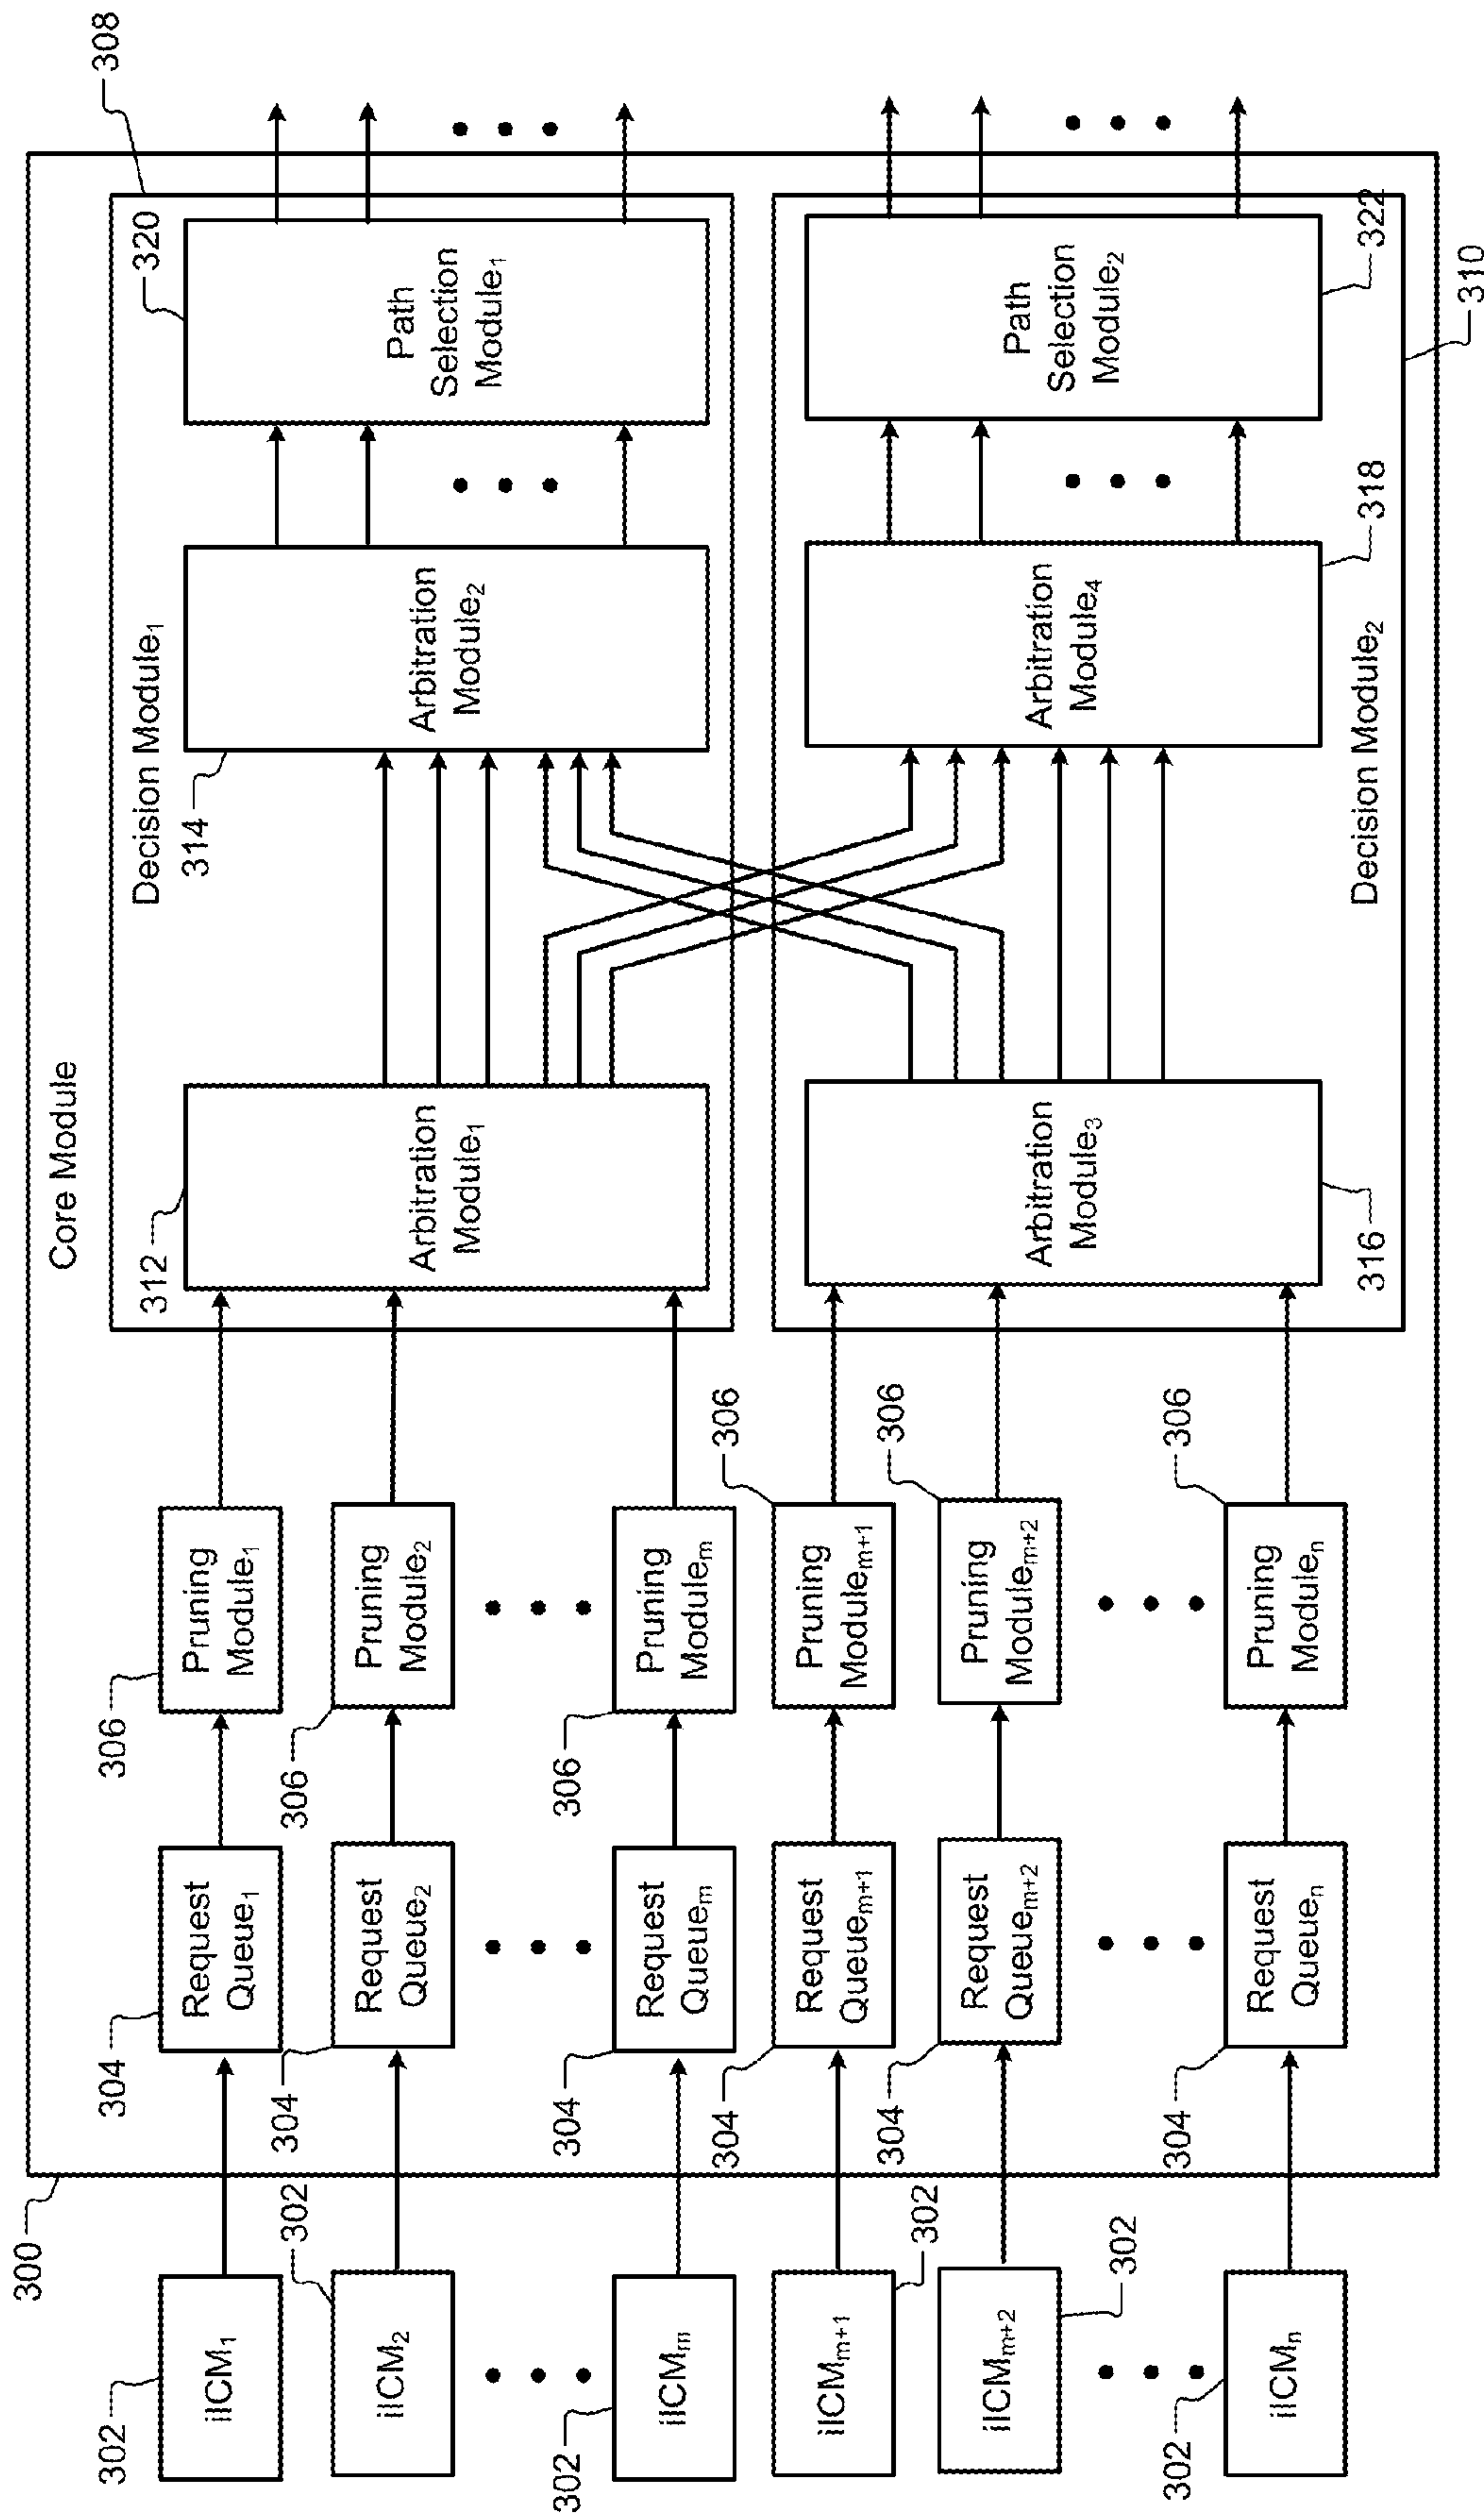 300
Core Module
308
302
iICM₁
304
Request
Queue₁
306
Pruning
Module₁
302
iICM₂
304
Request
Queue₂
306
Pruning
Module₂
302
iICMₘ
304
Request
Queueₘ
306
Pruning
Moduleₘ
Decision Module₁
312
Arbitration
Module₁
314
Arbitration
Module₂
320
Path
Selection
Module₁
302
iICMₘ₊₁
304
Request
Queueₘ₊₁
306
Pruning
Moduleₘ₊₁
302
iICMₘ₊₂
304
Request
Queueₘ₊₂
306
Pruning
Moduleₘ₊₂
302
iICMₙ
304
Request
Queueₙ
306
Pruning
Moduleₙ
Arbitration
Module₃
316
Arbitration
Module₄
318
Path
Selection
Module₂
322
Decision Module₂
310